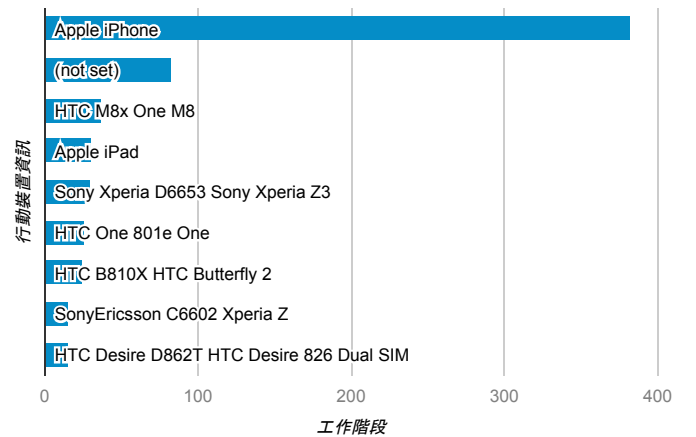 Apple iPhone
(not set)
HTC M8x One M8
Apple iPad
Sony Xperia D6653 Sony Xperia Z3
HTC One 801e One
HTC B810X HTC Butterfly 2
SonyEricsson C6602 Xperia Z
HTC Desire D862T HTC Desire 826 Dual SIM
行動裝置資訊
0 100 200 300 400
工作階段